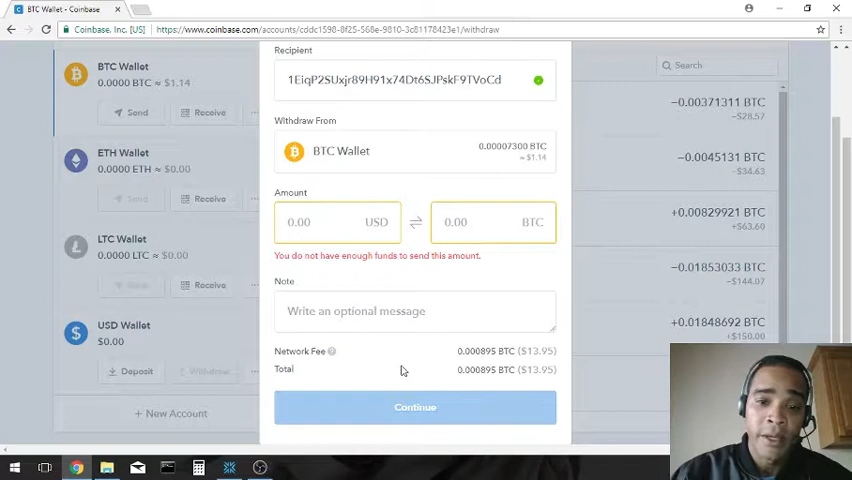 BTC Wallet - Coinbase
Coinbase, Inc. [US]
https://www.coinbase.com/accounts/cddc1598-8f25-568e-9810-3c81178423e1/withdraw
BTC Wallet
0.0000 BTC ≈ $1.14
Send
Receive
ETH Wallet
0.0000 ETH ≈ $0.00
Send
Receive
LTC Wallet
0.0000 LTC ≈ $0.00
Send
Receive
USD Wallet
$0.00
Deposit
Withdraw
+ New Account
Recipient
1EiqP2SUxjr89H91x74Dt6SJPskF9TVoCd
Withdraw From
BTC Wallet
0.00007300 BTC
≈ $1.14
Amount
0.00 USD
0.00 BTC
You do not have enough funds to send this amount.
Note
Write an optional message
Network Fee
0.000895 BTC ($13.95)
Total
0.000895 BTC ($13.95)
Continue
Search
−0.00371311 BTC
−$28.57
−0.0045131 BTC
−$34.63
+0.00829921 BTC
+$63.60
−0.01853033 BTC
−$144.07
+0.01848692 BTC
+$150.00